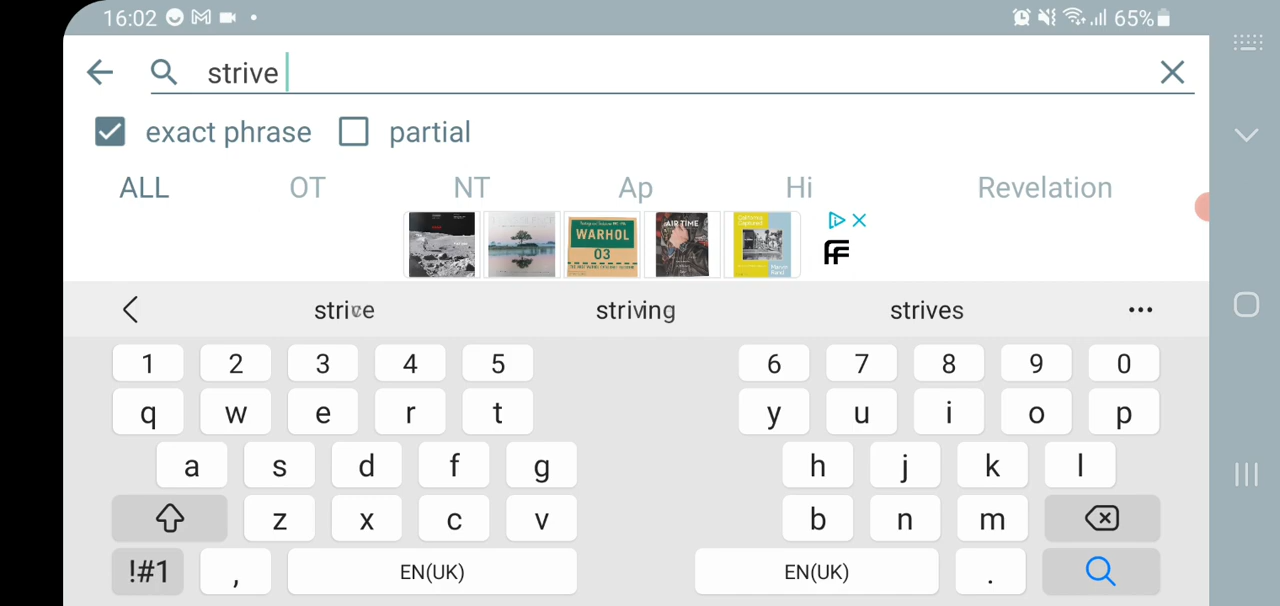 16:02 65%
strive
exact phrase partial
ALL OT NT Ap Hi Revelation
WARHOL
03
AIR TIME
strive striving strives •••
1 2 3 4 5 6 7 8 9 0
q w e r t y u i o p
a s d f g h j k l
z x c v b n m
!#1 , EN(UK) EN(UK) .